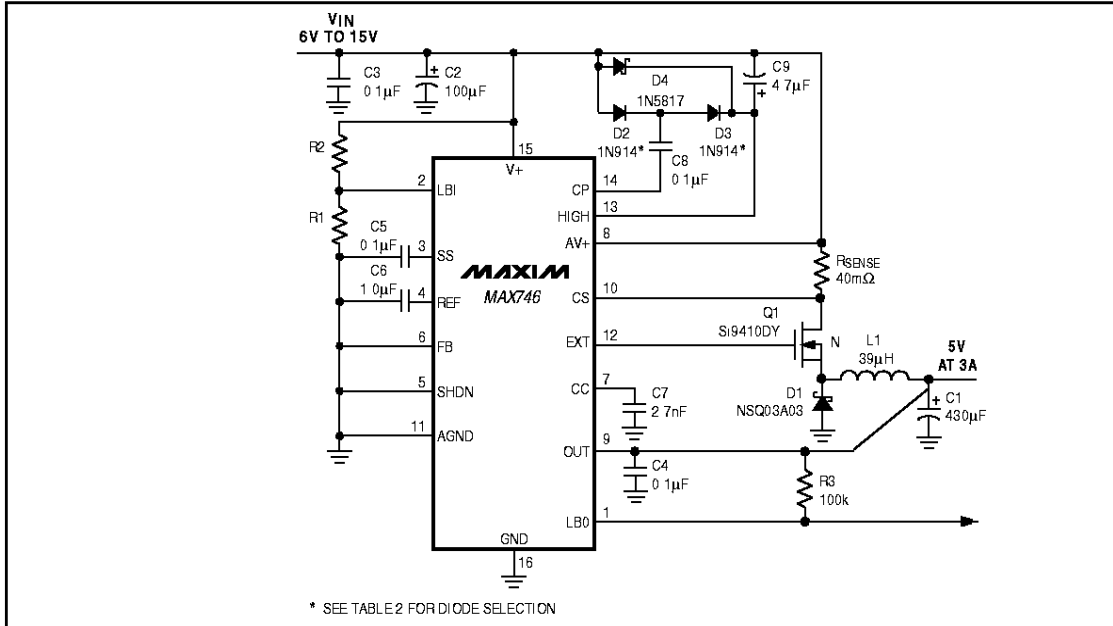 VIN
6V TO 15V
C3
0 1µF
C2
100µF
D4
1N5817
C9
4 7µF
D2
1N914*
D3
1N914*
C8
0 1µF
R2
R1
15
V+
2
LBI
14
CP
13
HIGH
8
AV+
C5
0 1µF
3
SS
MAXIM
MAX746
RSENSE
40mΩ
C6
1 0µF
4
REF
10
CS
Q1
Si9410DY
N
6
FB
12
EXT
L1
39µH
5V
AT 3A
5
SHDN
7
CC
C7
2 7nF
D1
NSQ03A03
C1
430µF
11
AGND
9
OUT
C4
0 1µF
R3
100k
1
LB0
GND
16
* SEE TABLE 2 FOR DIODE SELECTION